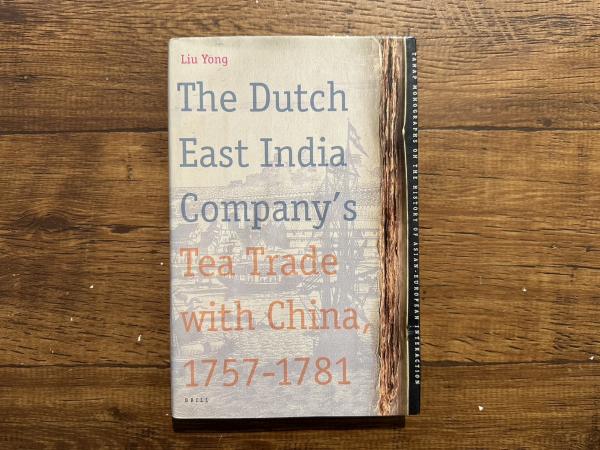 Liu Yong
The Dutch
East India
Company's
Tea Trade
with China,
1757-1781
BRILL
TANAP MONOGRAPHS ON THE HISTORY OF ASIAN-EUROPEAN INTERACTION